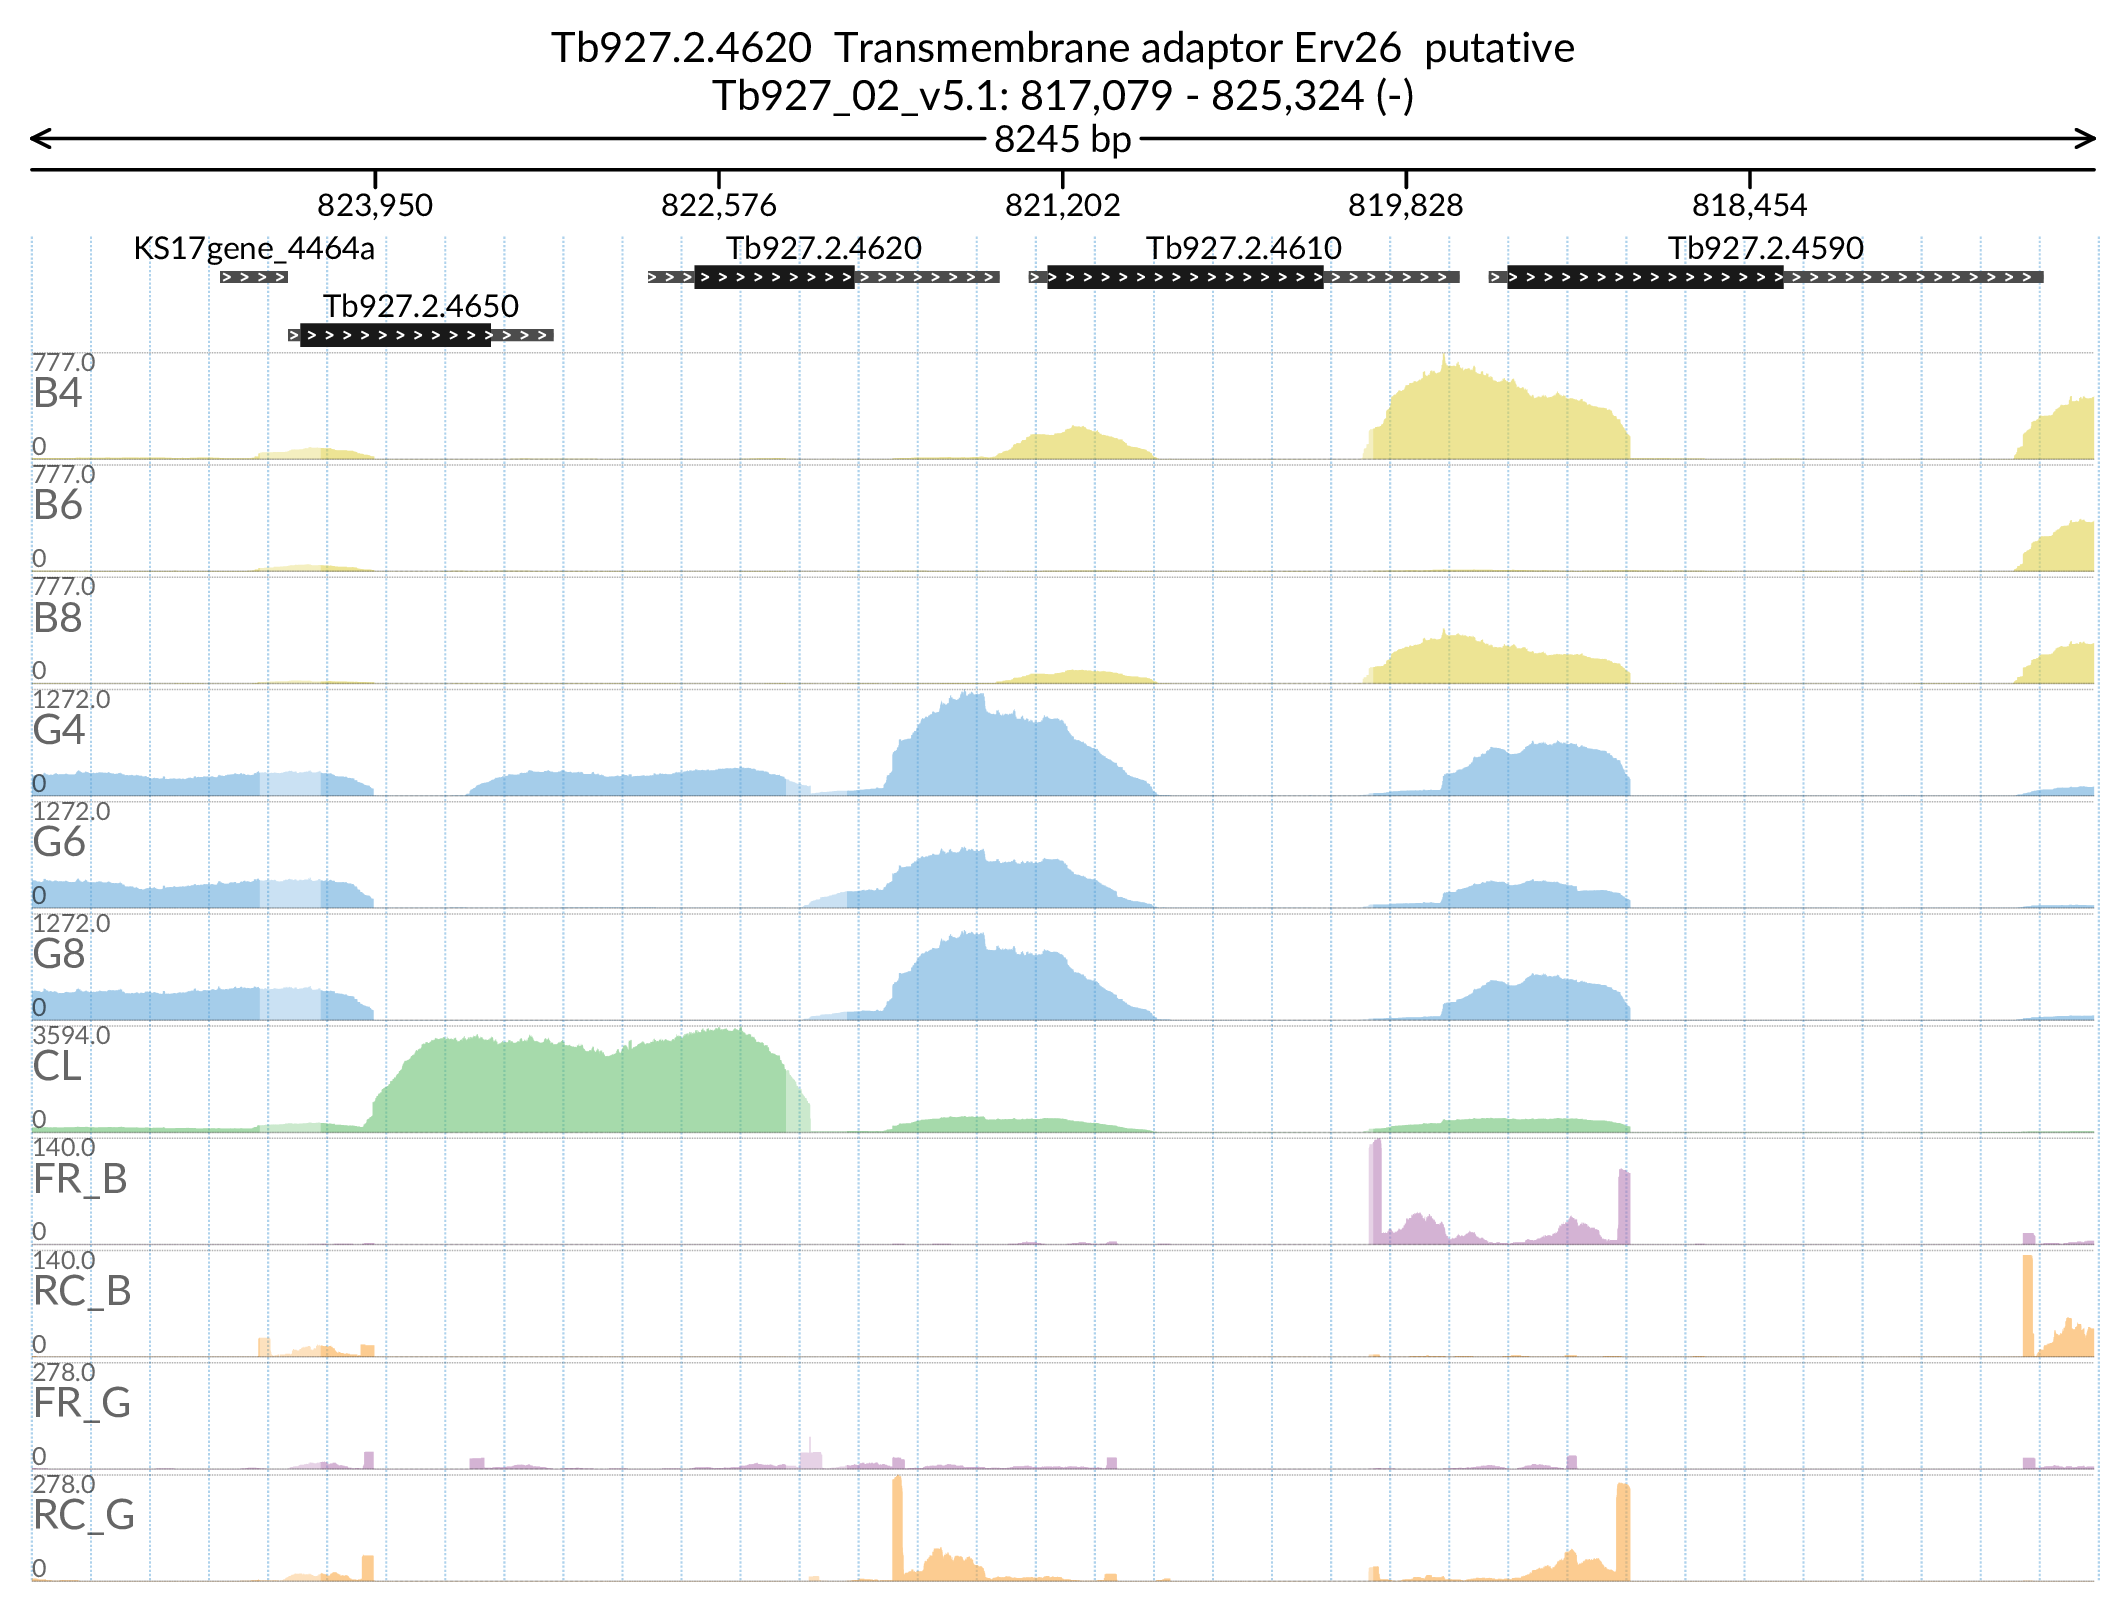 Tb927.2.4620  Transmembrane adaptor Erv26  putative
Tb927_02_v5.1: 817,079 - 825,324 (-)
8245 bp
823,950 822,576 821,202 819,828 818,454
KS17gene_4464a Tb927.2.4620 Tb927.2.4610 Tb927.2.4590
Tb927.2.4650
777.0
B4
0
777.0
B6
0
777.0
B8
0
1272.0
G4
0
1272.0
G6
0
1272.0
G8
0
3594.0
CL
0
140.0
FR_B
0
140.0
RC_B
0
278.0
FR_G
0
278.0
RC_G
0